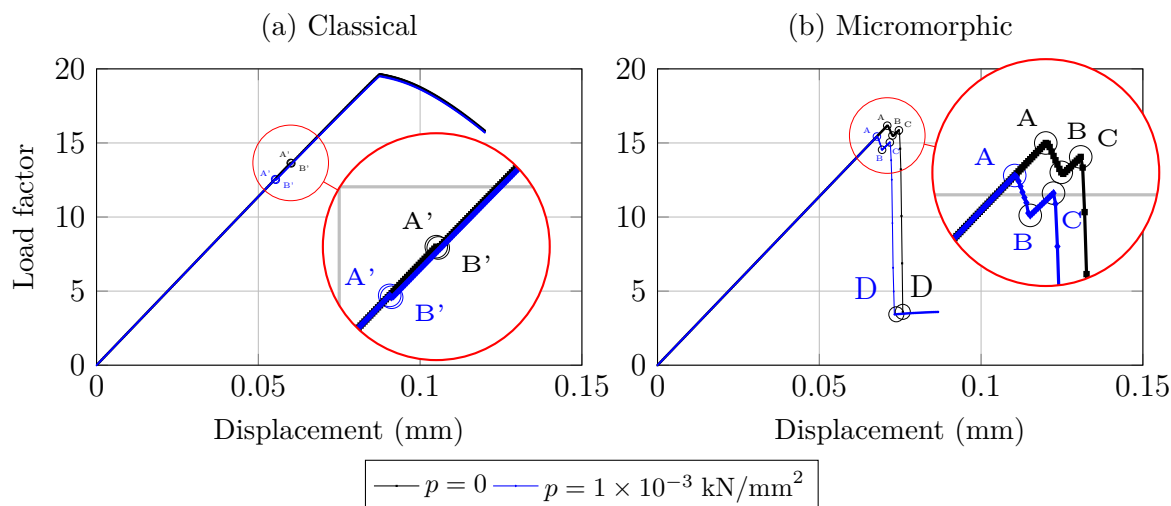 (a) Classical
(b) Micromorphic
Load factor
20
15
10
5
0
0
0.05
0.1
0.15
Displacement (mm)
A'
B'
A'
B'
A'
B'
A'
B'
20
15
10
5
0
0
0.05
0.1
0.15
Displacement (mm)
A
B
C
A
B
C
D
D
A
B
C
A
B
C
p = 0
p = 1 × 10⁻³ kN/mm²